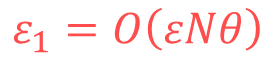 ε₁ = O(εNθ)